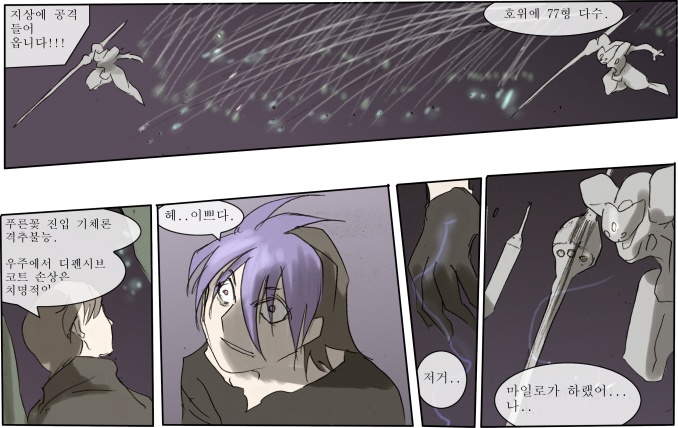 지상에 공격
들어
옵니다!!!
호위에 77형 다수.
푸른꽃 진입 기체론
격추불능.
우주에서 디펜시브
코트 손상은
치명적인
헤..이쁘다.
저거..
마일로가 하랬어...
나..